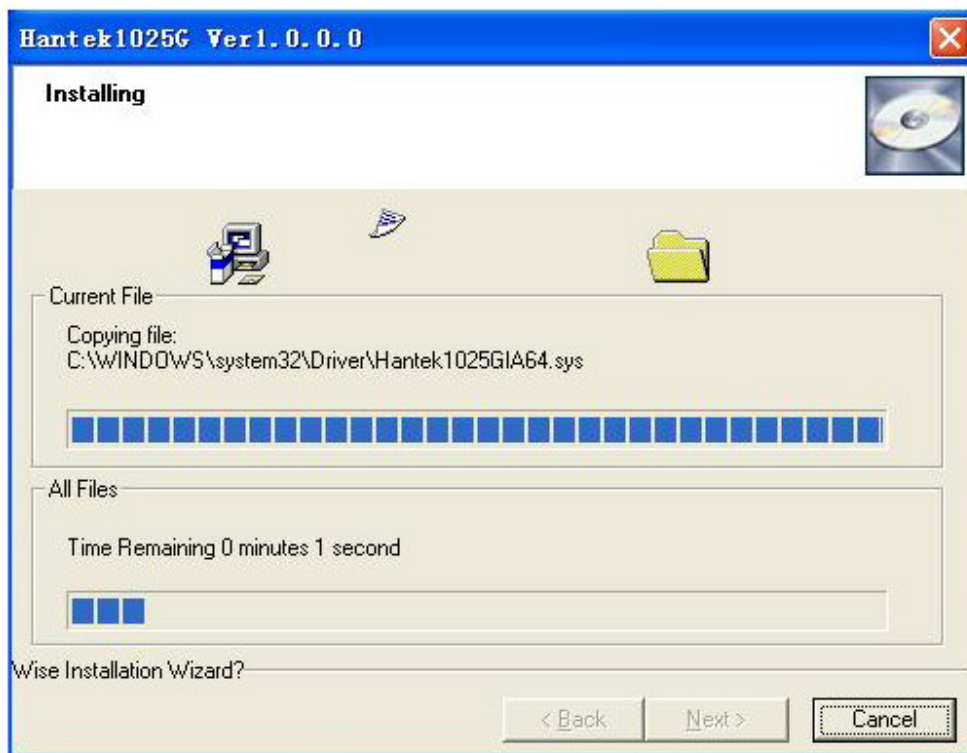 Hantek1025G Ver1.0.0.0
Installing
Current File
Copying file:
C:\WINDOWS\system32\Driver\Hantek1025GIA64.sys
All Files
Time Remaining 0 minutes 1 second
Wise Installation Wizard?
< Back
Next >
Cancel